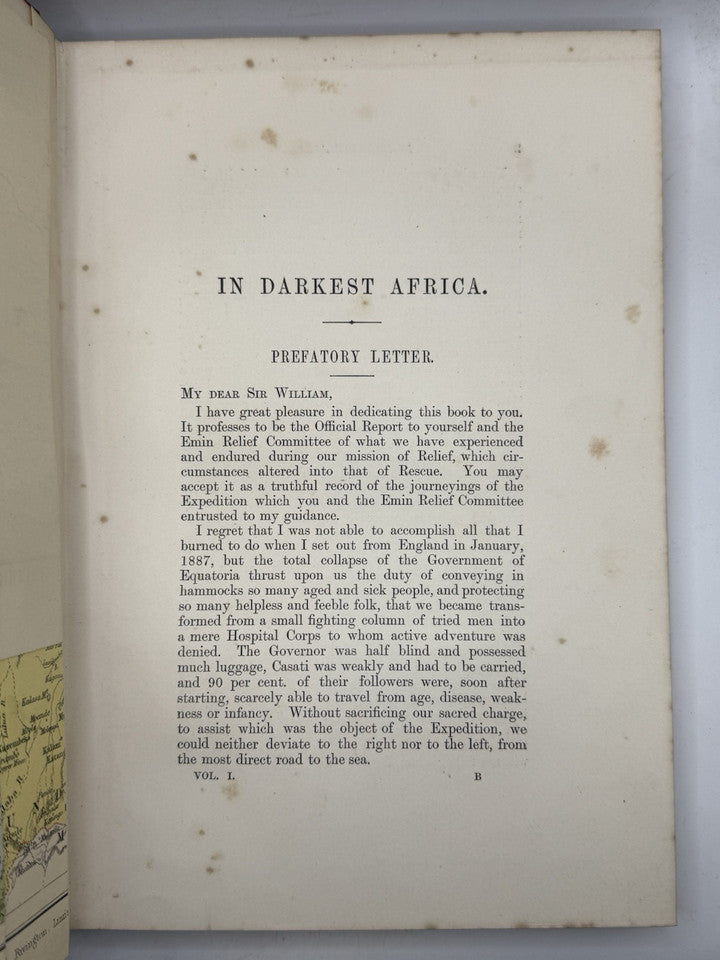 IN DARKEST AFRICA.
PREFATORY LETTER.
MY DEAR SIR WILLIAM,
I have great pleasure in dedicating this book to you.
It professes to be the Official Report to yourself and the
Emin Relief Committee of what we have experienced
and endured during our mission of Relief, which cir-
cumstances altered into that of Rescue. You may
accept it as a truthful record of the journeyings of the
Expedition which you and the Emin Relief Committee
entrusted to my guidance.
I regret that I was not able to accomplish all that I
burned to do when I set out from England in January,
1887, but the total collapse of the Government of
Equatoria thrust upon us the duty of conveying in
hammocks so many aged and sick people, and protecting
so many helpless and feeble folk, that we became trans-
formed from a small fighting column of tried men into
a mere Hospital Corps to whom active adventure was
denied. The Governor was half blind and possessed
much luggage, Casati was weakly and had to be carried,
and 90 per cent. of their followers were, soon after
starting, scarcely able to travel from age, disease, weak-
ness or infancy. Without sacrificing our sacred charge,
to assist which was the object of the Expedition, we
could neither deviate to the right nor to the left, from
the most direct road to the sea.
VOL. I. B
Rivington,